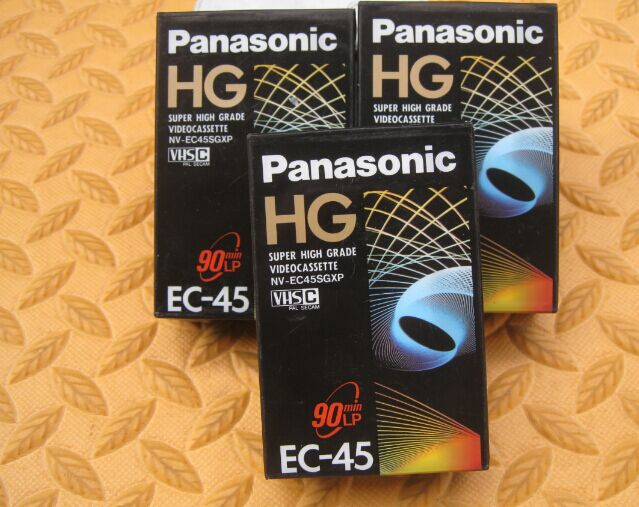 Panasonic
HG
SUPER HIGH GRADE
VIDEOCASSETTE
NV-EC45SGXP
VHS C
PAL SECAM
90min
LP
EC-45
Panasonic
HG
SUPER HIGH GRADE
VIDEOCASSETTE
Panasonic
HG
SUPER HIGH GRADE
VIDEOCASSETTE
NV-EC45SGXP
VHS C
PAL SECAM
90min
LP
EC-45